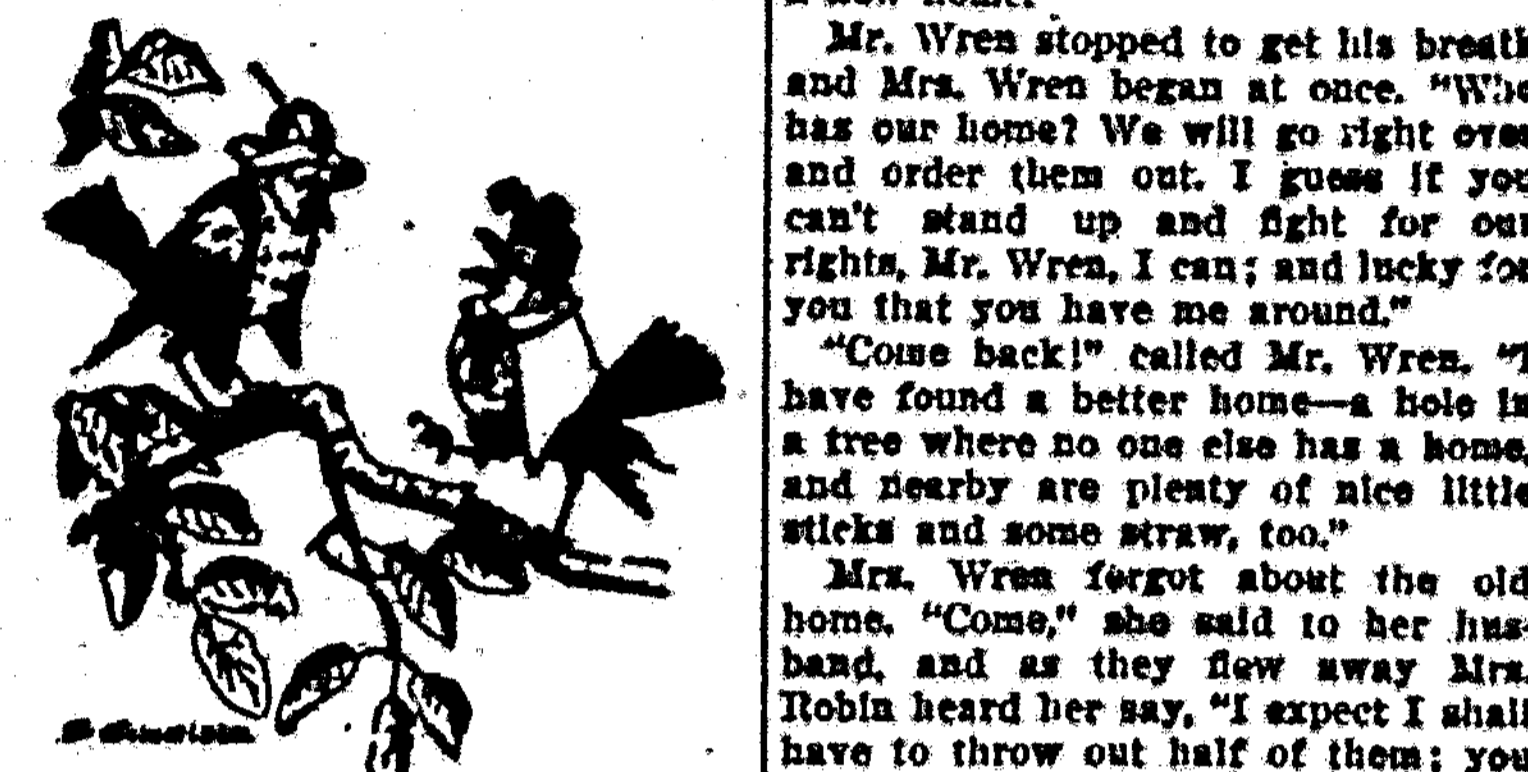 Mr. Wren stopped to get his breath
and Mrs. Wren began at once. "Who
has our home? We will go right over
and order them out. I guess if you
can't stand up and fight for our
rights, Mr. Wren, I can; and lucky for
you that you have me around."
"Come back!" called Mr. Wren. "I
have found a better home—a hole in
a tree where no one else has a home,
and nearby are plenty of nice little
sticks and some straw, too."
Mrs. Wren forgot about the old
home. "Come," she said to her hus-
band, and as they flew away Mrs.
Robin heard her say, "I expect I shall
have to throw out half of them; you